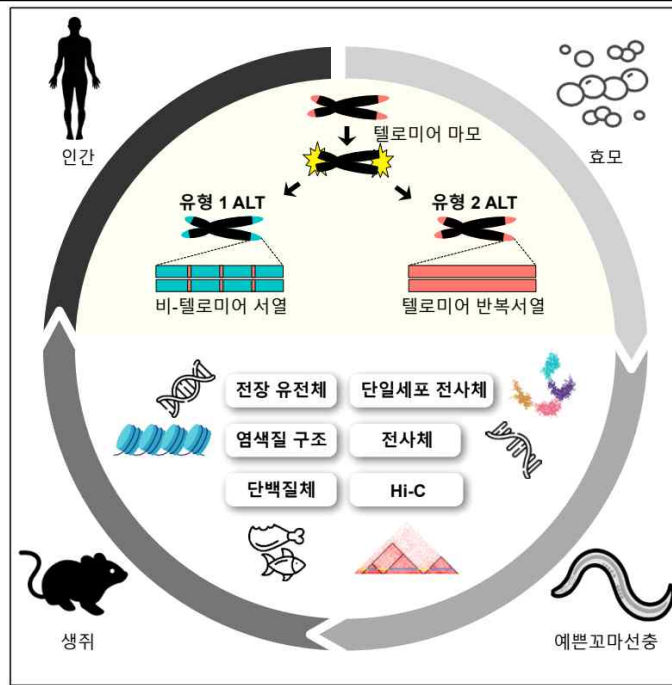 인간
효모
텔로미어 마모
유형 1 ALT
유형 2 ALT
비-텔로미어 서열
텔로미어 반복서열
전장 유전체
단일세포 전사체
염색질 구조
전사체
단백질체
Hi-C
생쥐
예쁜꼬마선충